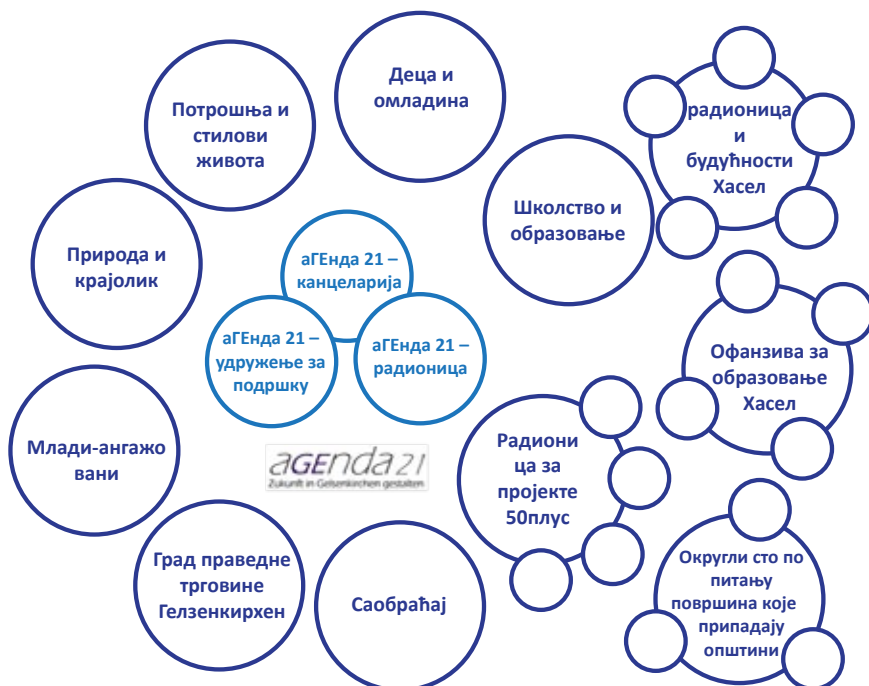 Деца и
омладина
Потрошња и
стилови
живота
радионица
и
будућности
Хасел
Школство и
образовање
Природа и
крајолик
аГЕнда 21 –
канцеларија
аГЕнда 21 –
удружење за
подршку
аГЕнда 21 –
радионица
Офанзива за
образовање
Хасел
Млади-ангажо
вани
Радиони
ца за
пројекте
50плус
aGEnda 21
Zukunft in Gelsenkirchen gestalten
Град праведне
трговине
Гелзенкирхен
Саобраћај
Округли сто по
питању
површина које
припадају
општини